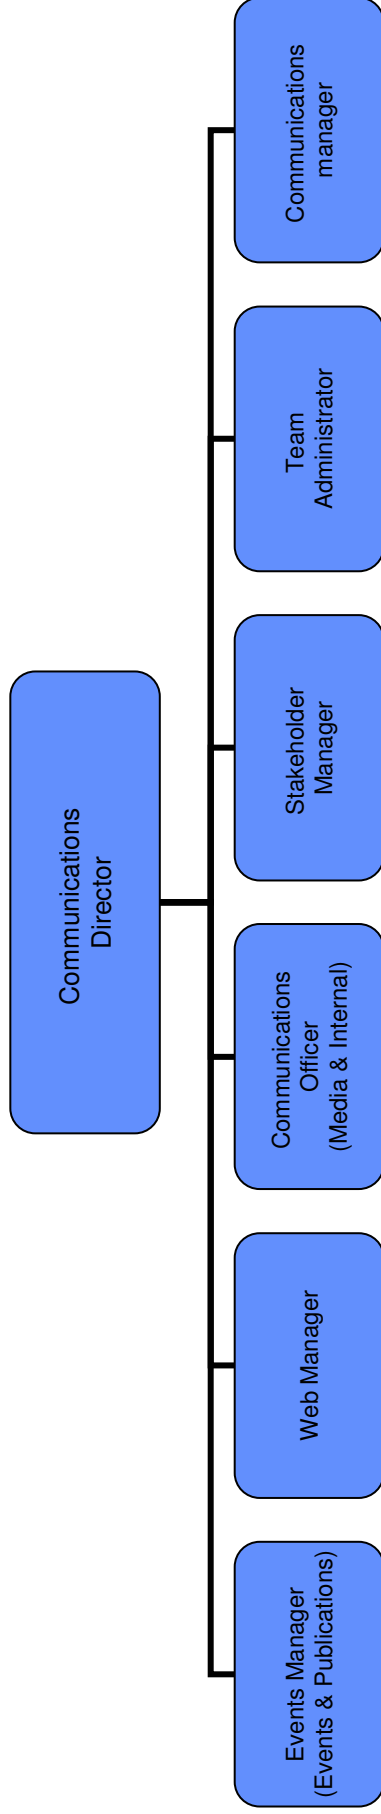 Communications
Director
Events Manager
(Events & Publications)
Web Manager
Communications
Officer
(Media & Internal)
Stakeholder
Manager
Team
Administrator
Communications
manager